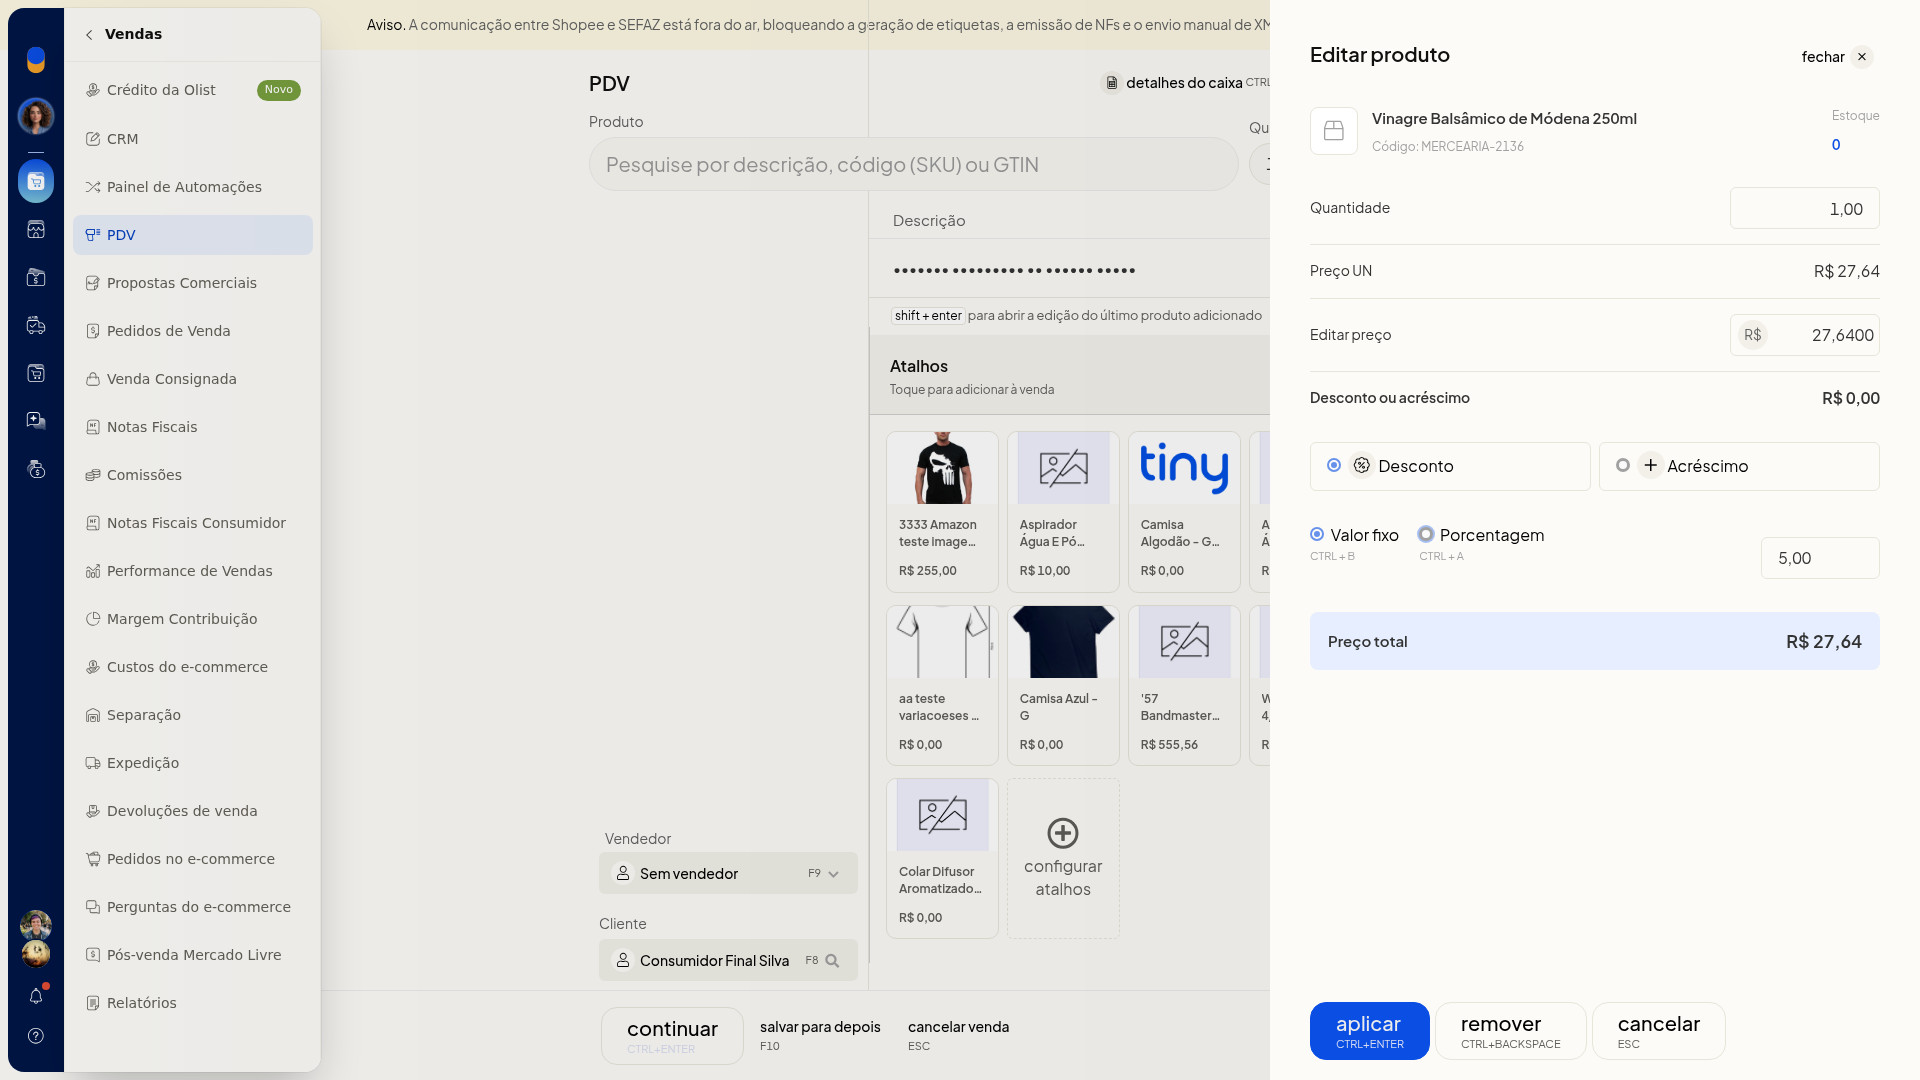 Vendas
Crédito da Olist
Novo
CRM
Painel de Automações
PDV
Propostas Comerciais
Pedidos de Venda
Venda Consignada
Notas Fiscais
Comissões
Notas Fiscais Consumidor
Performance de Vendas
Margem Contribuição
Custos do e-commerce
Separação
Expedição
Devoluções de venda
Pedidos no e-commerce
Perguntas do e-commerce
Pós-venda Mercado Livre
Relatórios
Aviso. A comunicação entre Shopee e SEFAZ está fora do ar, bloqueando a geração de etiquetas, a emissão de NFs e o envio manual de XM
PDV
detalhes do caixa CTRL
Produto
Qu
Pesquise por descrição, código (SKU) ou GTIN
Descrição
••••••• ••••••••• •• •••••• •••••
shift + enter para abrir a edição do último produto adicionado
Atalhos
Toque para adicionar à venda
3333 Amazon
teste image...
R$ 255,00
Aspirador
Água E Pó...
R$ 10,00
tiny
Camisa
Algodão - G...
R$ 0,00
aa teste
variacoeses ...
R$ 0,00
Camisa Azul -
G
R$ 0,00
'57
Bandmaster...
R$ 555,56
Colar Difusor
Aromatizado...
R$ 0,00
configurar
atalhos
Vendedor
Sem vendedor F9
Cliente
Consumidor Final Silva F8
continuar
CTRL+ENTER
salvar para depois
F10
cancelar venda
ESC
Editar produto
fechar
Vinagre Balsâmico de Módena 250ml
Código: MERCEARIA-2136
Estoque
0
Quantidade
1,00
Preço UN
R$ 27,64
Editar preço
R$ 27,6400
Desconto ou acréscimo
R$ 0,00
Desconto
Acréscimo
Valor fixo
CTRL + B
Porcentagem
CTRL + A
5,00
Preço total
R$ 27,64
aplicar
CTRL+ENTER
remover
CTRL+BACKSPACE
cancelar
ESC